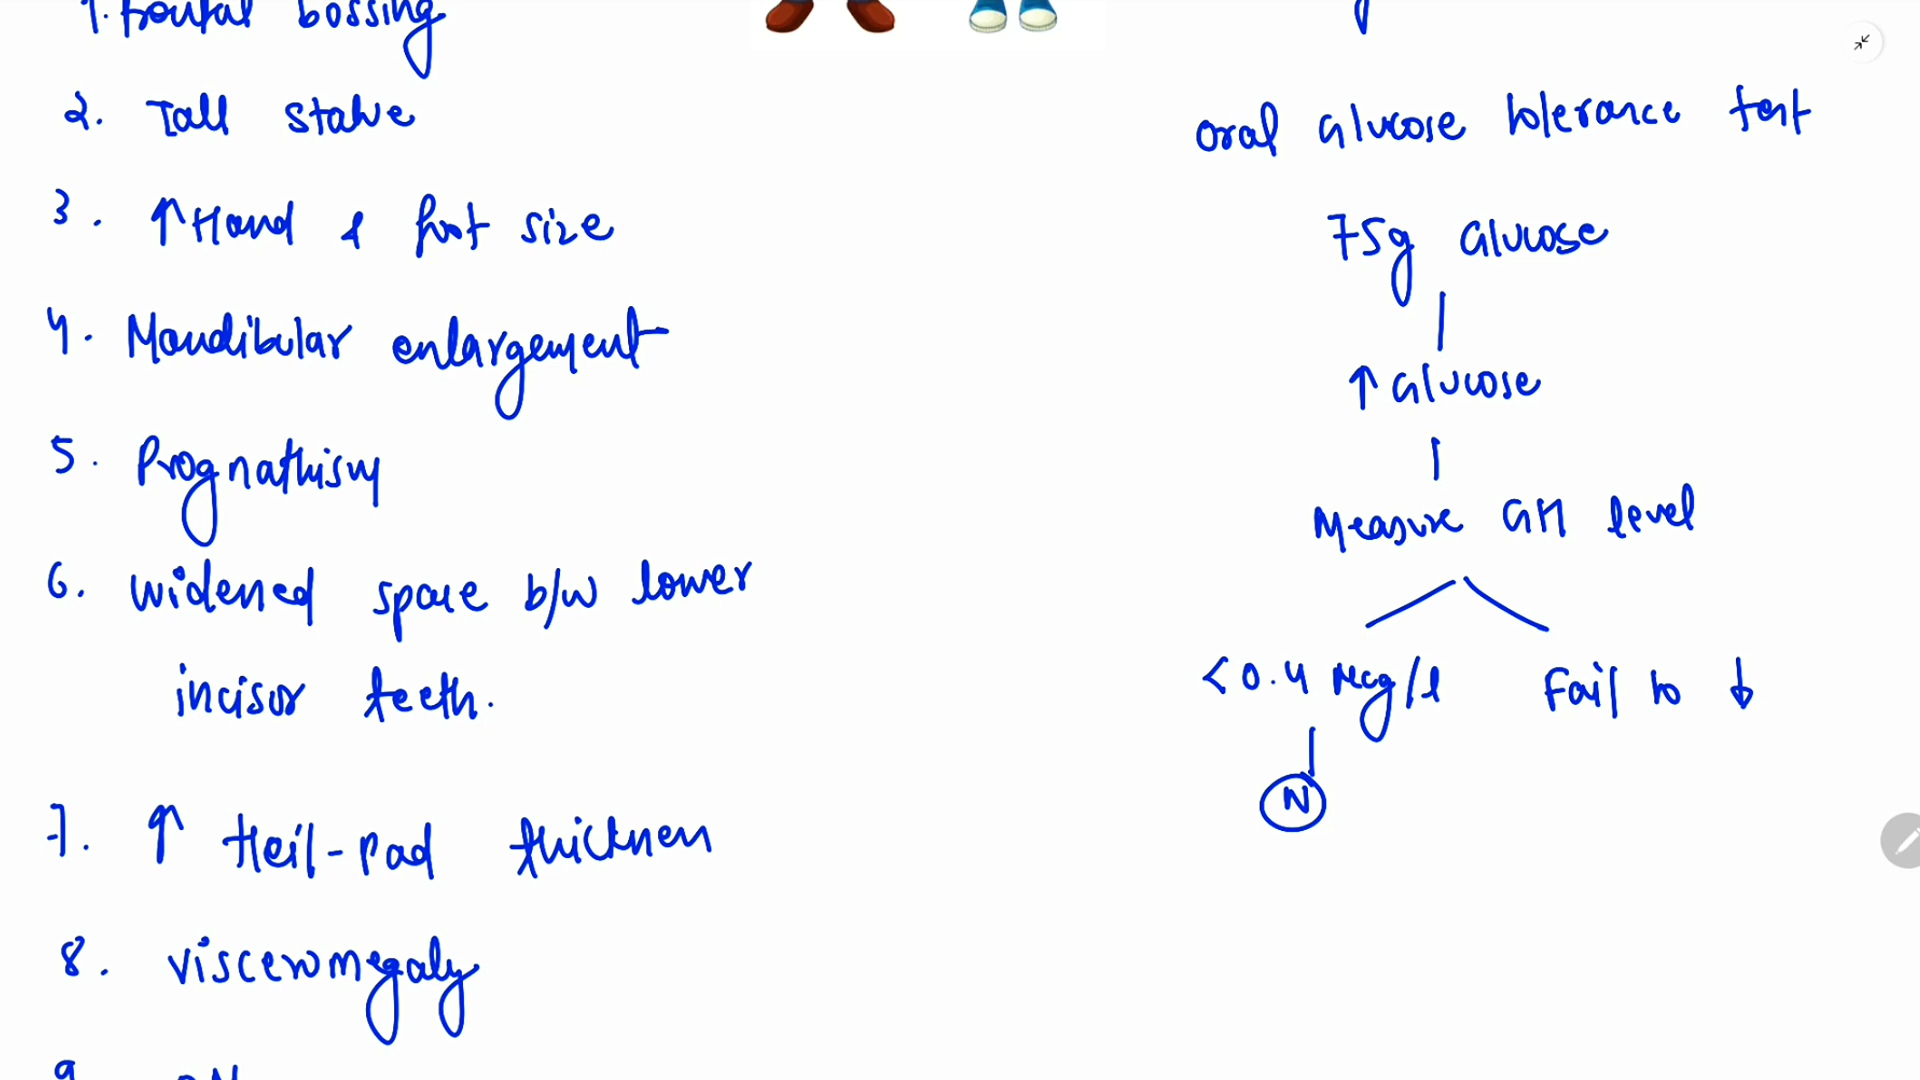 1. frontal bossing
2. Tall stature
3. ↑ Hand & foot size
4. Mandibular enlargement
5. Prognathism
6. widened space b/w lower
incisor teeth.
7. ↑ Heil-Pad thickness
8. visceromegaly
9.
oral Glucose tolerance test
75g Glucose
↑ Glucose
Measure GH level
<0.4 Mcg/l Fail to ↓
N